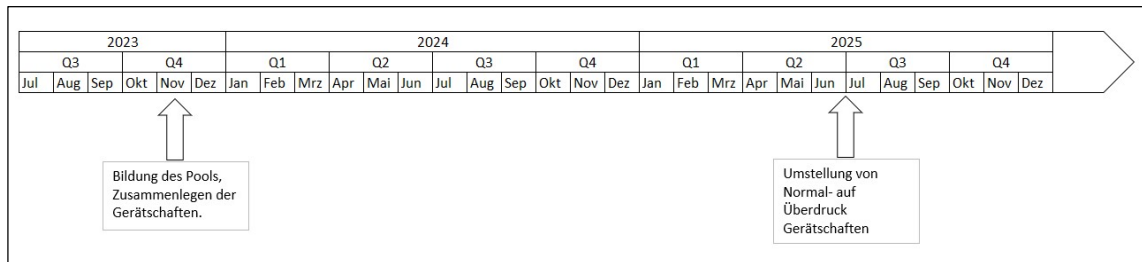 2023 2024 2025
Q3 Q4 Q1 Q2 Q3 Q4 Q1 Q2 Q3 Q4
Jul Aug Sep Okt Nov Dez Jan Feb Mrz Apr Mai Jun Jul Aug Sep Okt Nov Dez Jan Feb Mrz Apr Mai Jun Jul Aug Sep Okt Nov Dez
Bildung des Pools,
Zusammenlegen der
Gerätschaften.
Umstellung von
Normal- auf
Überdruck
Gerätschaften